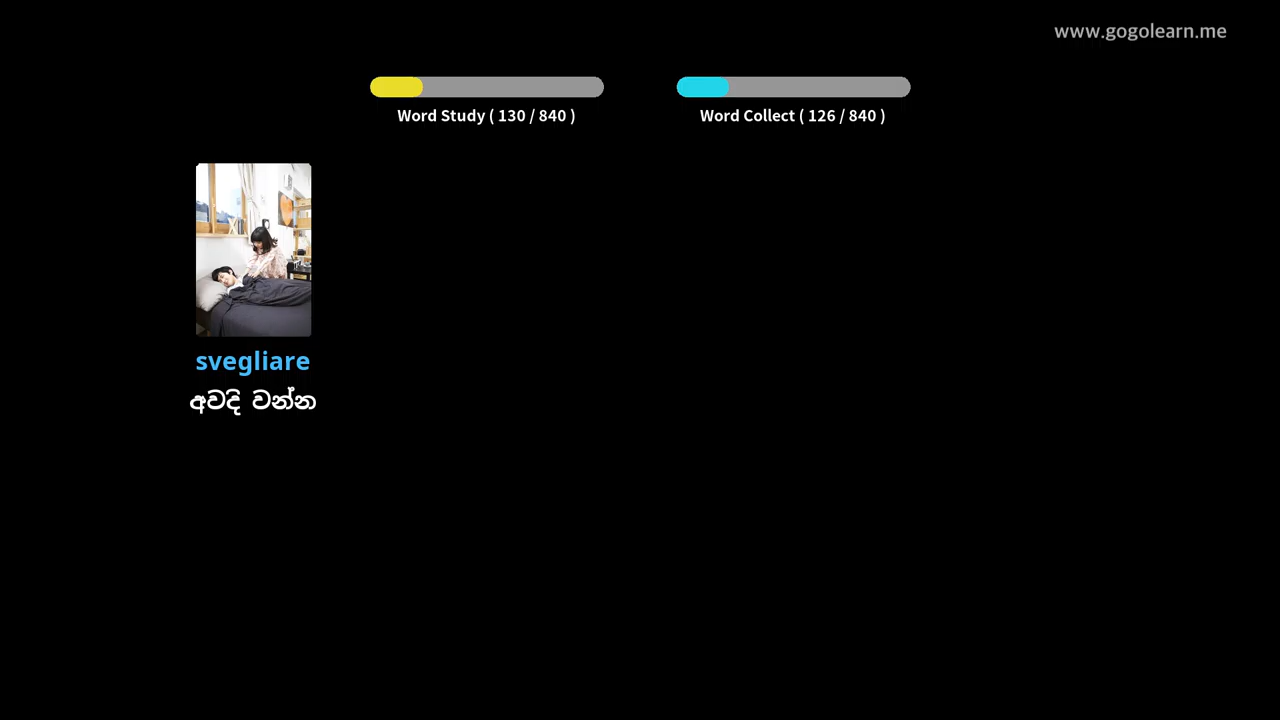 www.gogolearn.me
Word Study ( 130 / 840 )
Word Collect ( 126 / 840 )
svegliare
අවදි වන්න